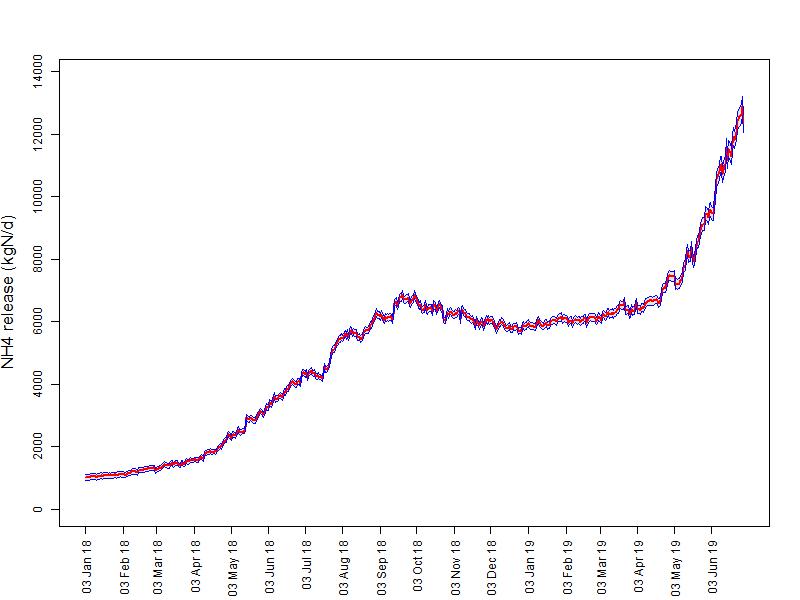 NH4 release (kgN/d)
14000
12000
10000
8000
6000
4000
2000
0
03 Jan 18
03 Feb 18
03 Mar 18
03 Apr 18
03 May 18
03 Jun 18
03 Jul 18
03 Aug 18
03 Sep 18
03 Oct 18
03 Nov 18
03 Dec 18
03 Jan 19
03 Feb 19
03 Mar 19
03 Apr 19
03 May 19
03 Jun 19